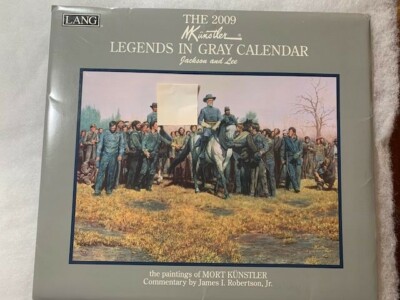 LANG
THE 2009
MKünstler
LEGENDS IN GRAY CALENDAR
Jackson and Lee
the paintings of MORT KÜNSTLER
Commentary by James I. Robertson, Jr.